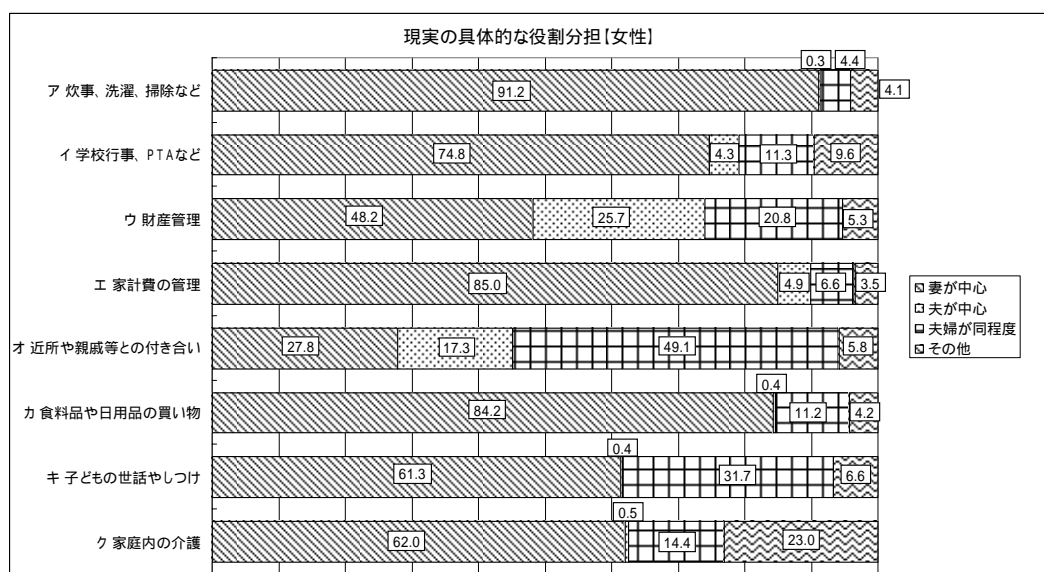 現実の具体的な役割分担【女性】
0.3 4.4
ア 炊事、洗濯、掃除など 91.2 4.1
イ 学校行事、PTAなど 74.8 4.3 11.3 9.6
ウ 財産管理 48.2 25.7 20.8 5.3
エ 家計費の管理 85.0 4.9 6.6 3.5
オ 近所や親戚等との付き合い 27.8 17.3 49.1 5.8
0.4
カ 食料品や日用品の買い物 84.2 11.2 4.2
0.4
キ 子どもの世話やしつけ 61.3 31.7 6.6
0.5
ク 家庭内の介護 62.0 14.4 23.0
妻が中心
夫が中心
夫婦が同程度
その他